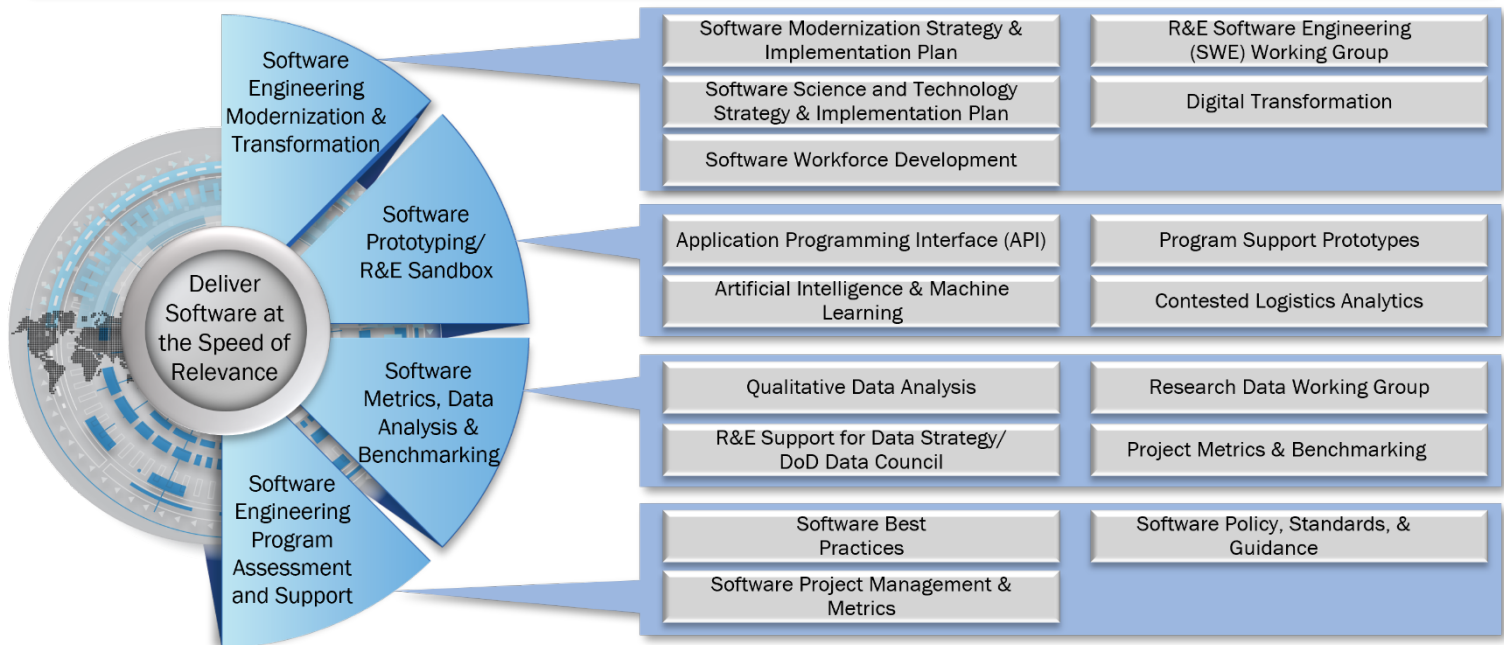 Software
Engineering
Modernization &
Transformation
Software Modernization Strategy &
Implementation Plan
R&E Software Engineering
(SWE) Working Group
Software Science and Technology
Strategy & Implementation Plan
Digital Transformation
Software Workforce Development
Software
Prototyping/
R&E Sandbox
Application Programming Interface (API)
Program Support Prototypes
Artificial Intelligence & Machine
Learning
Contested Logistics Analytics
Deliver
Software at
the Speed of
Relevance
Software
Metrics, Data
Analysis &
Benchmarking
Qualitative Data Analysis
Research Data Working Group
R&E Support for Data Strategy/
DoD Data Council
Project Metrics & Benchmarking
Software
Engineering
Program
Assessment
and Support
Software Best
Practices
Software Policy, Standards, &
Guidance
Software Project Management &
Metrics